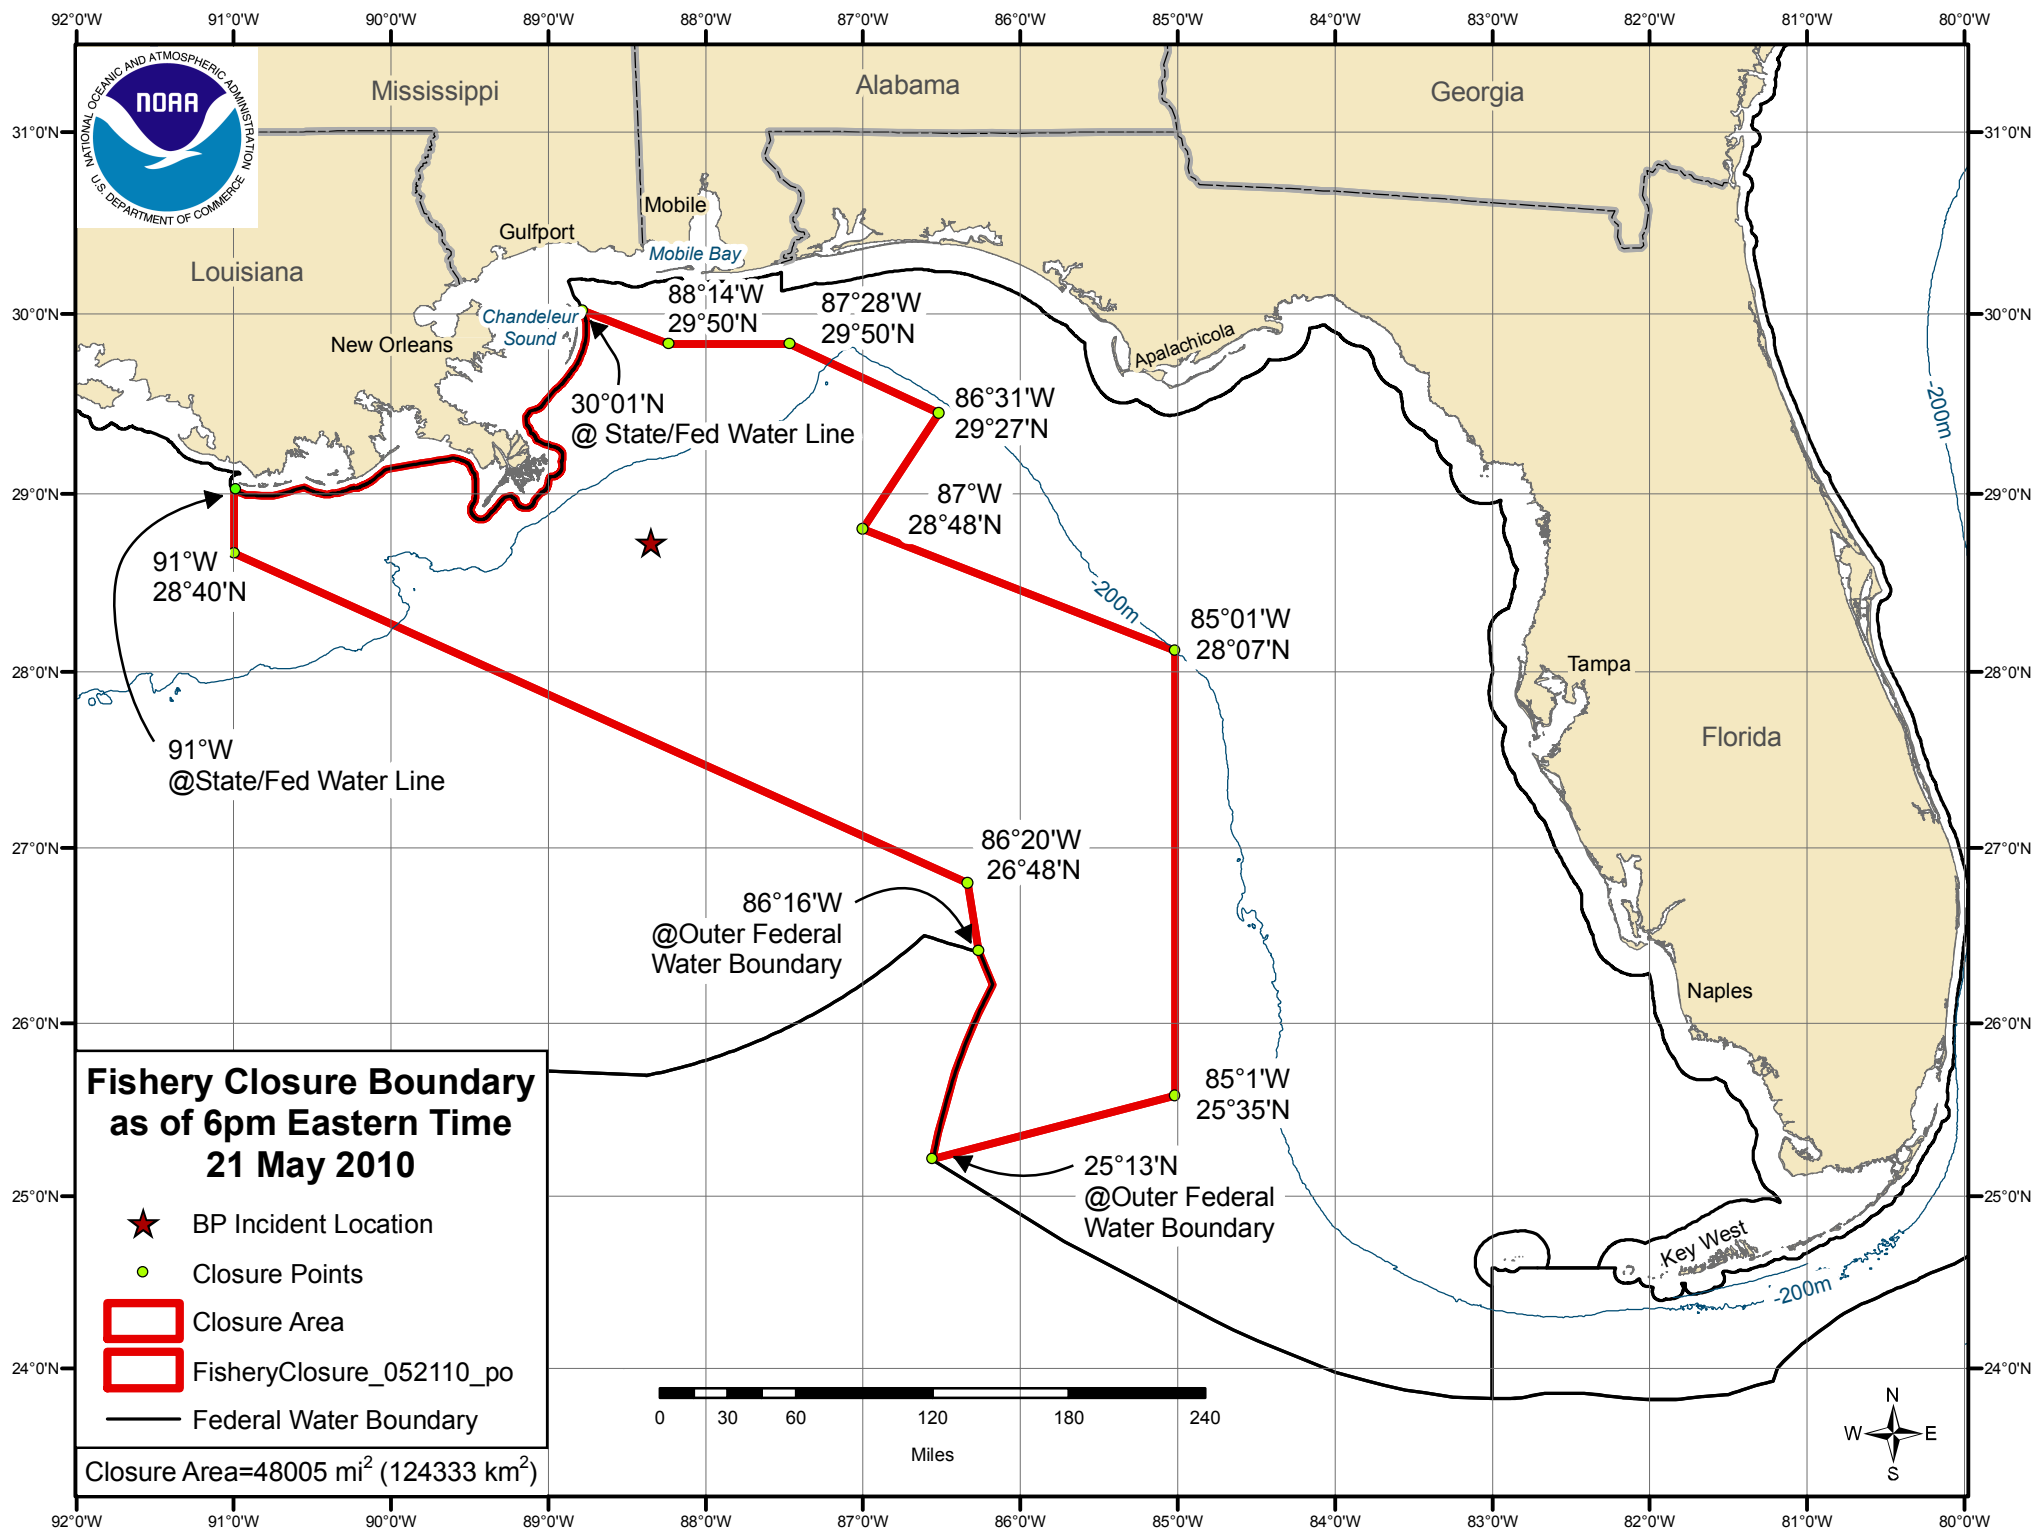 92°0'W 91°0'W 90°0'W 89°0'W 88°0'W 87°0'W 86°0'W 85°0'W 84°0'W 83°0'W 82°0'W 81°0'W 80°0'W
NATIONAL OCEANIC AND ATMOSPHERIC ADMINISTRATION
NOAA
U.S. DEPARTMENT OF COMMERCE
Mississippi
Alabama
Georgia
31°0'N
31°0'N
Mobile
Gulfport
Mobile Bay
Louisiana
88°14'W
29°50'N
87°28'W
29°50'N
30°0'N
30°0'N
Chandeleur
Sound
New Orleans
Apalachicola
30°01'N
@ State/Fed Water Line
86°31'W
29°27'N
-200m
29°0'N
29°0'N
87°W
28°48'N
91°W
28°40'N
-200m
85°01'W
28°07'N
28°0'N
28°0'N
Tampa
Florida
91°W
@State/Fed Water Line
27°0'N
27°0'N
86°20'W
26°48'N
86°16'W
@Outer Federal
Water Boundary
Naples
26°0'N
26°0'N
85°1'W
25°35'N
25°13'N
@Outer Federal
Water Boundary
25°0'N
25°0'N
Key West
-200m
24°0'N
24°0'N
Fishery Closure Boundary
as of 6pm Eastern Time
21 May 2010
BP Incident Location
Closure Points
Closure Area
FisheryClosure_052110_po
Federal Water Boundary
Closure Area=48005 mi² (124333 km²)
0 30 60 120 180 240
Miles
N
W E
S
92°0'W 91°0'W 90°0'W 89°0'W 88°0'W 87°0'W 86°0'W 85°0'W 84°0'W 83°0'W 82°0'W 81°0'W 80°0'W